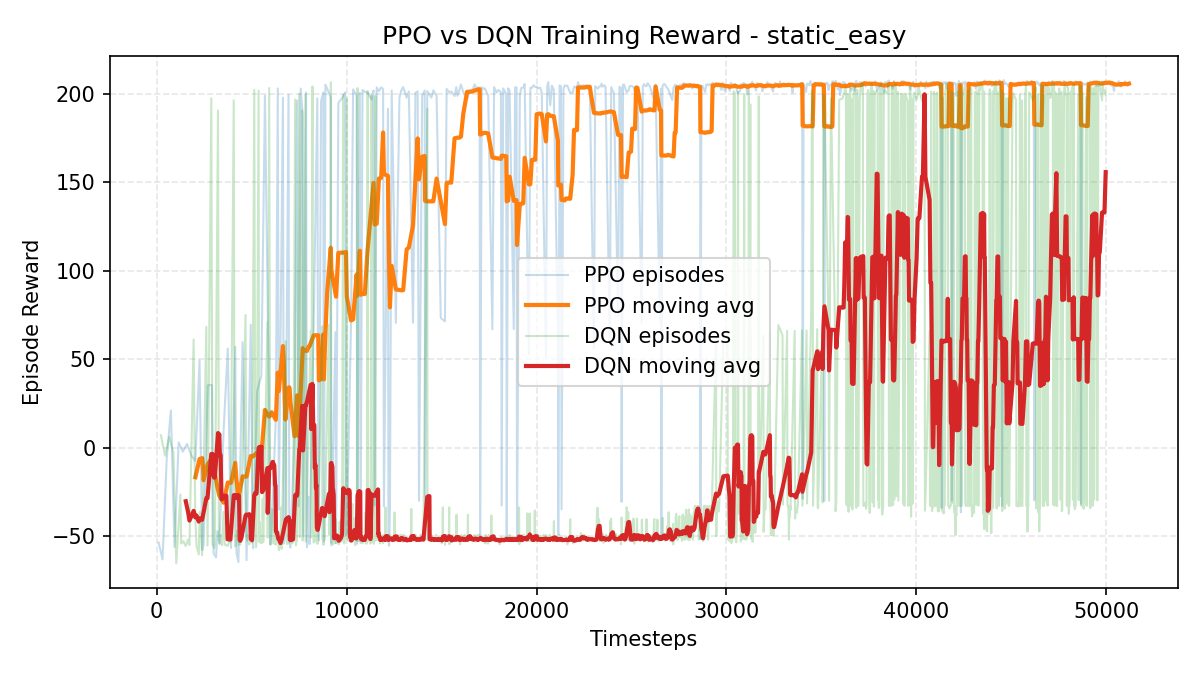 PPO vs DQN Training Reward - static_easy
Episode Reward
200
150
100
50
0
−50
PPO episodes
PPO moving avg
DQN episodes
DQN moving avg
0 10000 20000 30000 40000 50000
Timesteps